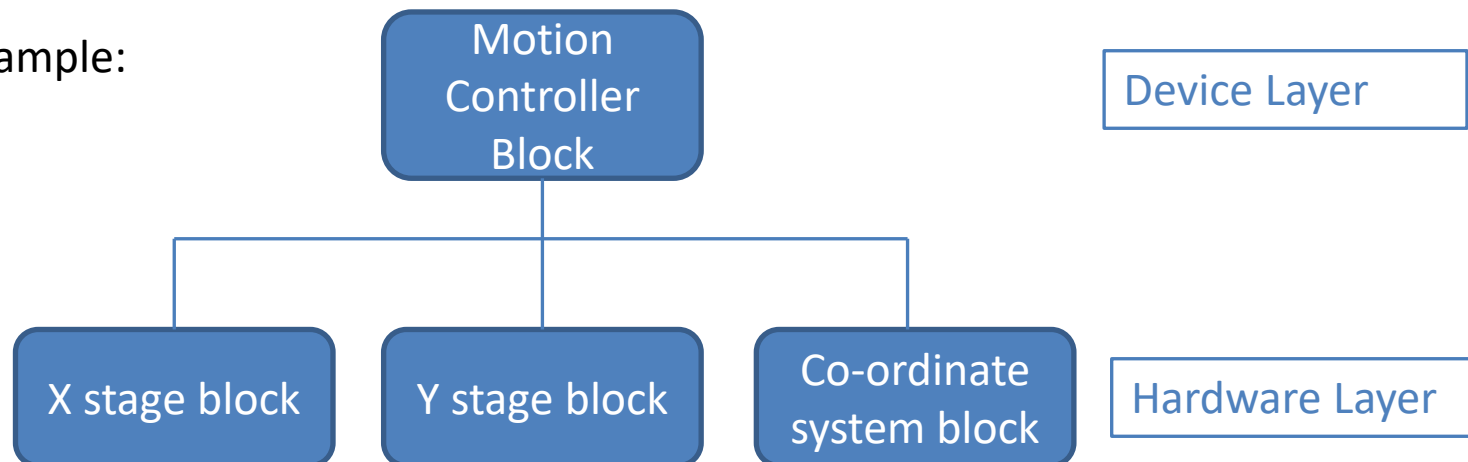 ample:
Motion
Controller
Block
Device Layer
X stage block
Y stage block
Co-ordinate
system block
Hardware Layer